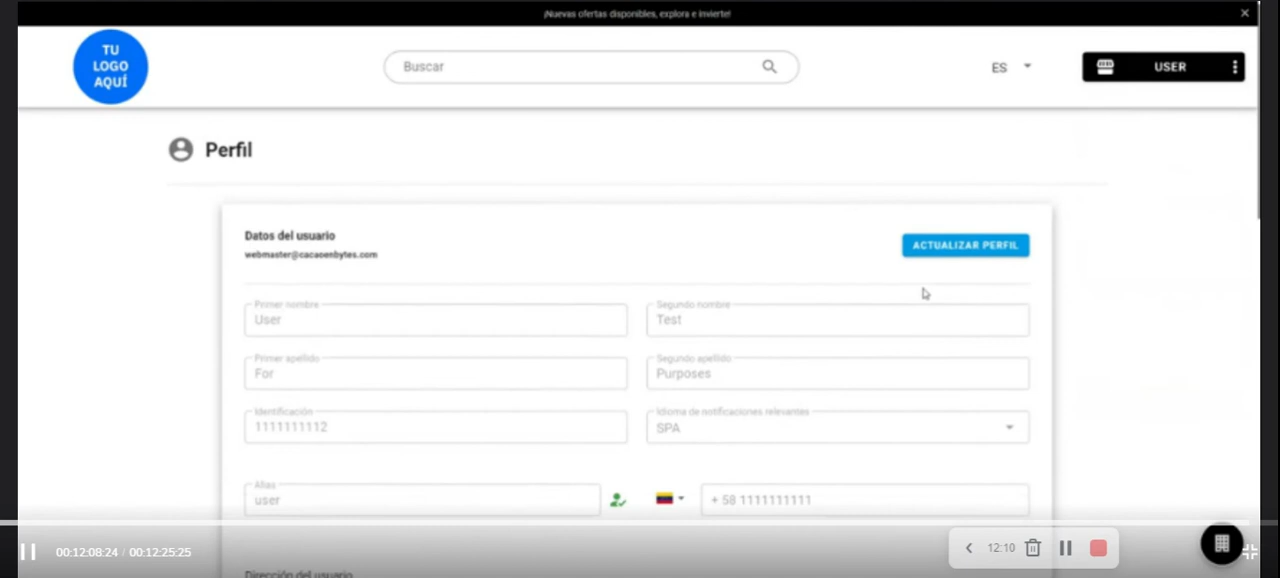 ¡Nuevas ofertas disponibles, explora e invierte!
TU
LOGO
AQUÍ
Buscar
ES
USER
Perfil
Datos del usuario
webmaster@cacaoenbytes.com
ACTUALIZAR PERFIL
Primer nombre
User
Segundo nombre
Test
Primer apellido
For
Segundo apellido
Purposes
Identificación
1111111112
Idioma de notificaciones relevantes
SPA
Alias
user
+ 58 1111111111
00:12:08:24 / 00:12:25:25
12:10
Dirección del usuario